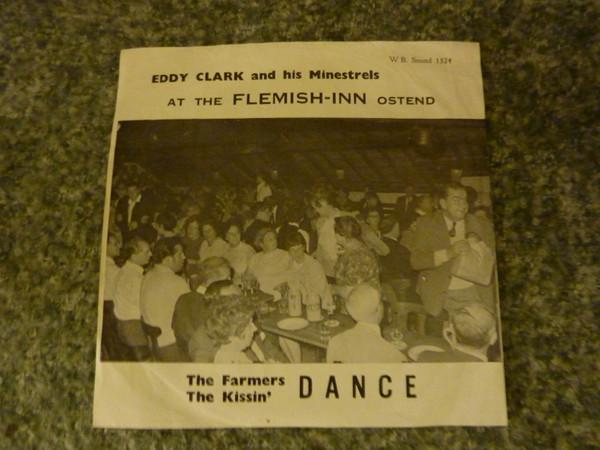 W.B. Sound 1524
EDDY CLARK and his Minestrels
AT THE FLEMISH-INN OSTEND
The Farmers
The Kissin' DANCE